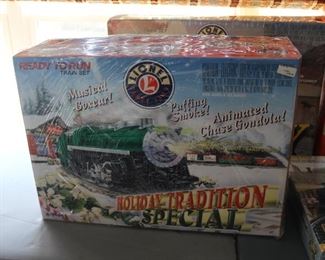 READY TO RUN
TRAIN SET
LIONEL
L
Musical
Boxcar!
Puffing
Smoke!
Animated
Chase Gondola!
HOLIDAY TRADITION
SPECIAL